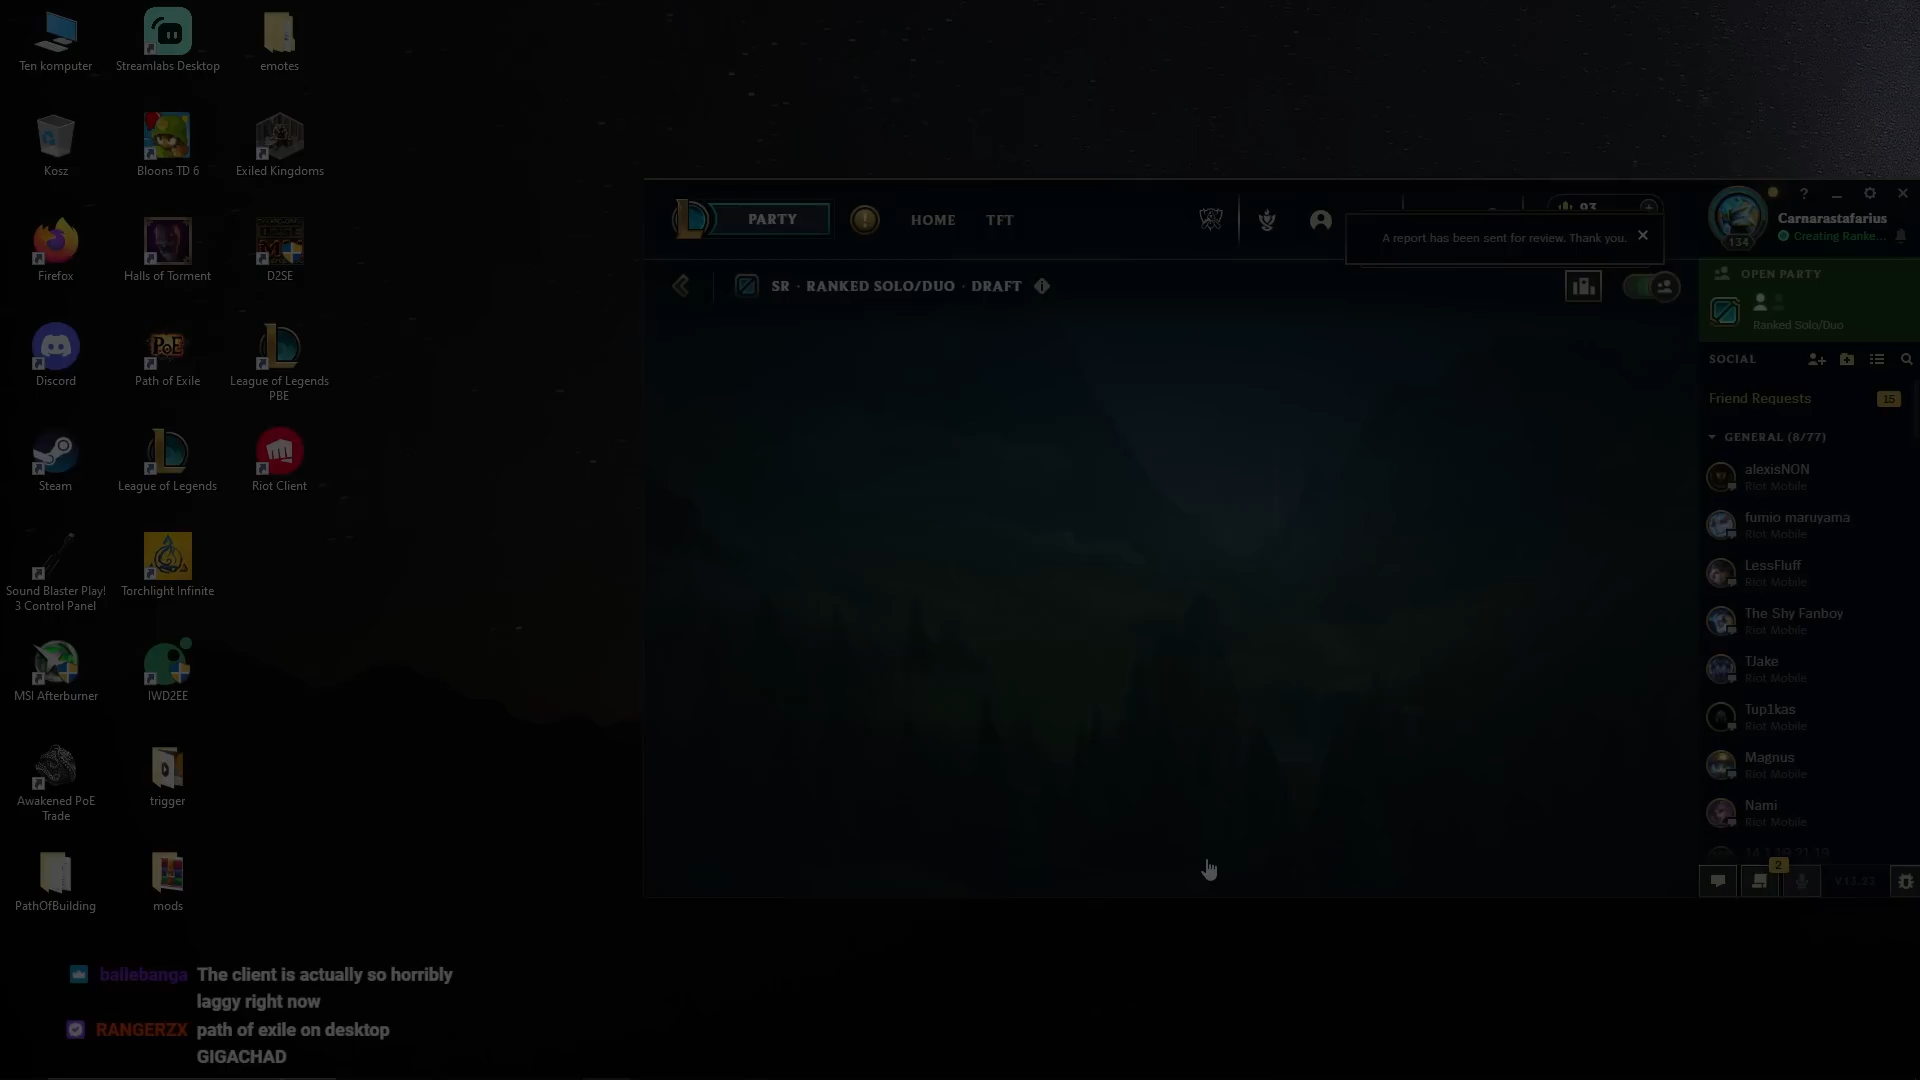 Ten komputer
Streamlabs Desktop
emotes
Kosz
Bloons TD 6
Exiled Kingdoms
Firefox
Halls of Torment
D2SE
Discord
Path of Exile
League of Legends
PBE
Steam
League of Legends
Riot Client
Sound Blaster Play!
3 Control Panel
Torchlight Infinite
MSI Afterburner
IWD2EE
Awakened PoE
Trade
trigger
PathOfBuilding
mods
PARTY
HOME
TFT
93
A report has been sent for review. Thank you.
SR · RANKED SOLO/DUO · DRAFT
134
Carnarastafarius
Creating Ranke...
OPEN PARTY
Ranked Solo/Duo
SOCIAL
Friend Requests
15
GENERAL (8/77)
alexisNON
Riot Mobile
fumio maruyama
Riot Mobile
LessFluff
Riot Mobile
The Shy Fanboy
Riot Mobile
TJake
Riot Mobile
Tup1kas
Riot Mobile
Magnus
Riot Mobile
Nami
Riot Mobile
2
V13.23
ballebanga The client is actually so horribly
laggy right now
RANGERZX path of exile on desktop
GIGACHAD